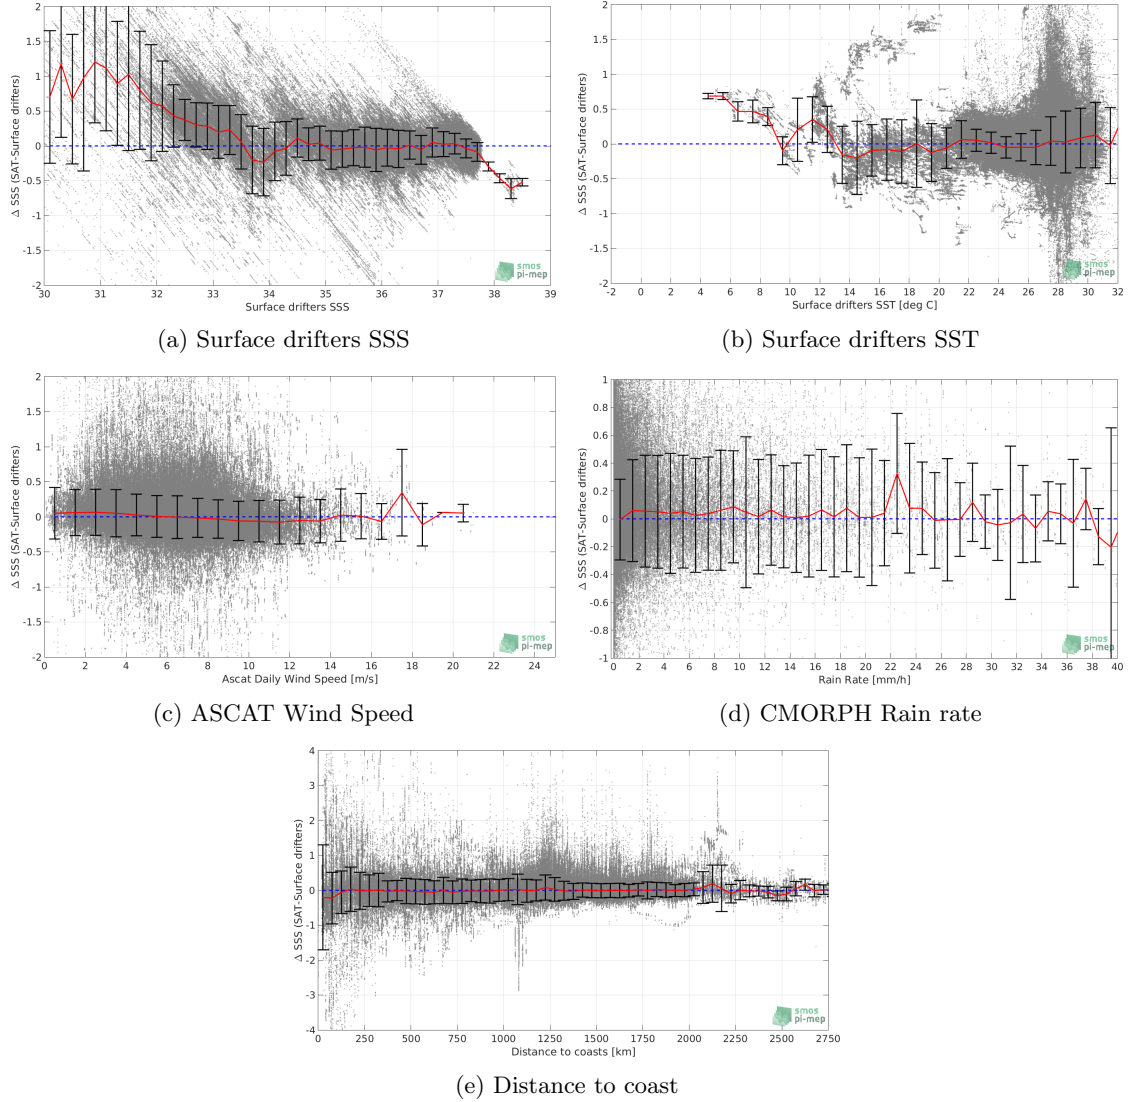 Δ SSS (SAT-Surface drifters)
2
1.5
1
0.5
0
-0.5
-1
-1.5
-2
30 31 32 33 34 35 36 37 38 39
Surface drifters SSS
smos
pi-mep
(a) Surface drifters SSS
Δ SSS (SAT-Surface drifters)
2
1.5
1
0.5
0
-0.5
-1
-1.5
-2
-2 0 2 4 6 8 10 12 14 16 18 20 22 24 26 28 30 32
Surface drifters SST [deg C]
smos
pi-mep
(b) Surface drifters SST
Δ SSS (SAT-Surface drifters)
2
1.5
1
0.5
0
-0.5
-1
-1.5
-2
0 2 4 6 8 10 12 14 16 18 20 22 24
Ascat Daily Wind Speed [m/s]
smos
pi-mep
(c) ASCAT Wind Speed
Δ SSS (SAT-Surface drifters)
1
0.8
0.6
0.4
0.2
0
-0.2
-0.4
-0.6
-0.8
-1
0 2 4 6 8 10 12 14 16 18 20 22 24 26 28 30 32 34 36 38 40
Rain Rate [mm/h]
smos
pi-mep
(d) CMORPH Rain rate
Δ SSS (SAT-Surface drifters)
4
3
2
1
0
-1
-2
-3
-4
0 250 500 750 1000 1250 1500 1750 2000 2250 2500 2750
Distance to coasts [km]
smos
pi-mep
(e) Distance to coast